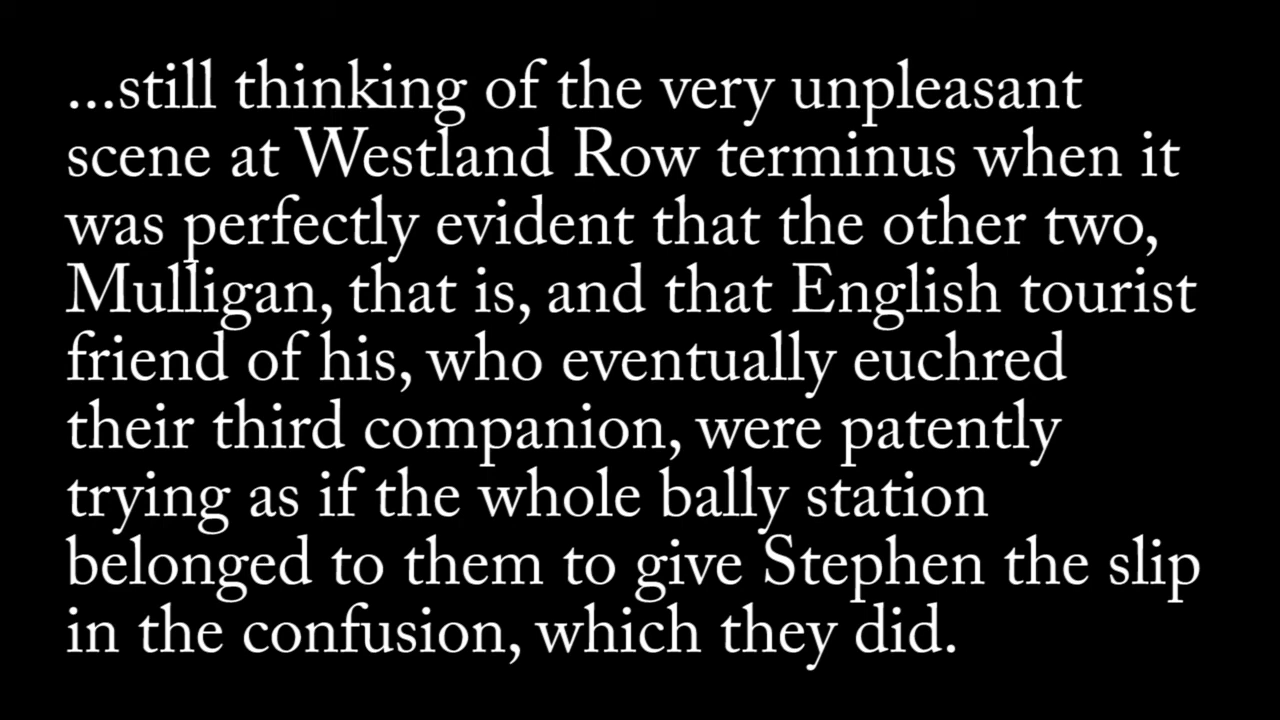 ...still thinking of the very unpleasant
scene at Westland Row terminus when it
was perfectly evident that the other two,
Mulligan, that is, and that English tourist
friend of his, who eventually euchred
their third companion, were patently
trying as if the whole bally station
belonged to them to give Stephen the slip
in the confusion, which they did.